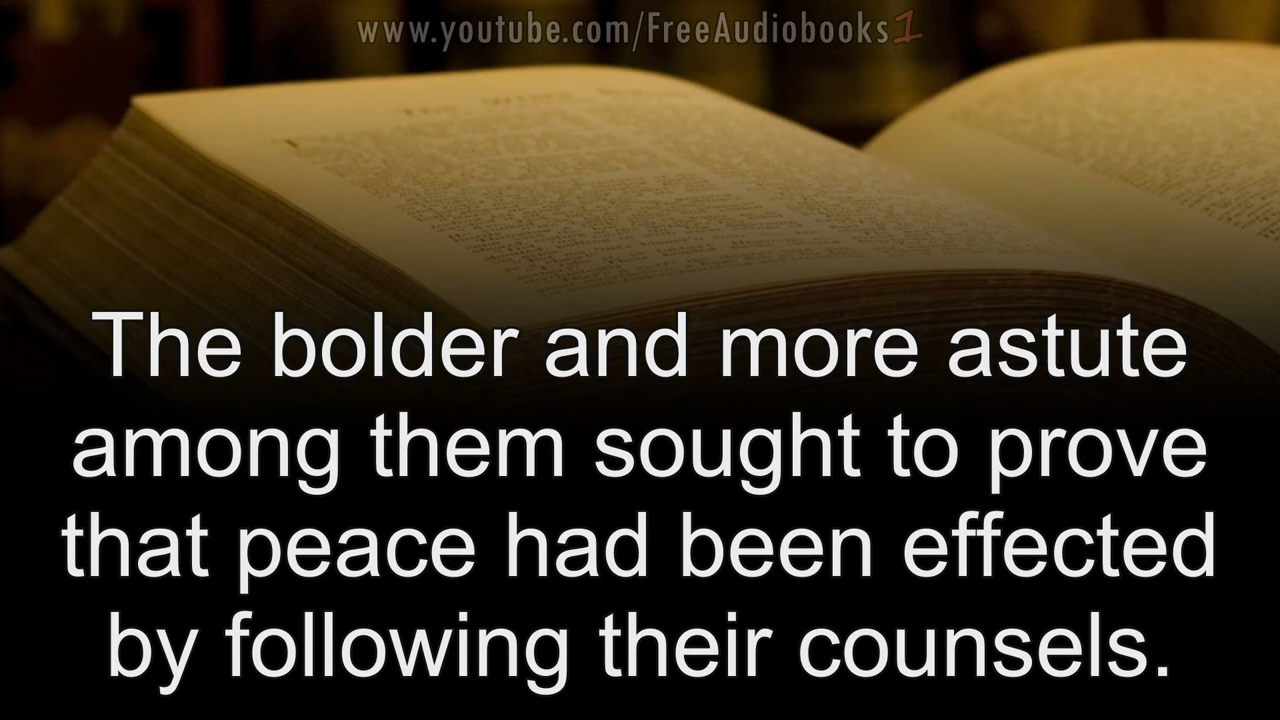 www.youtube.com/FreeAudiobooks1
The bolder and more astute
among them sought to prove
that peace had been effected
by following their counsels.